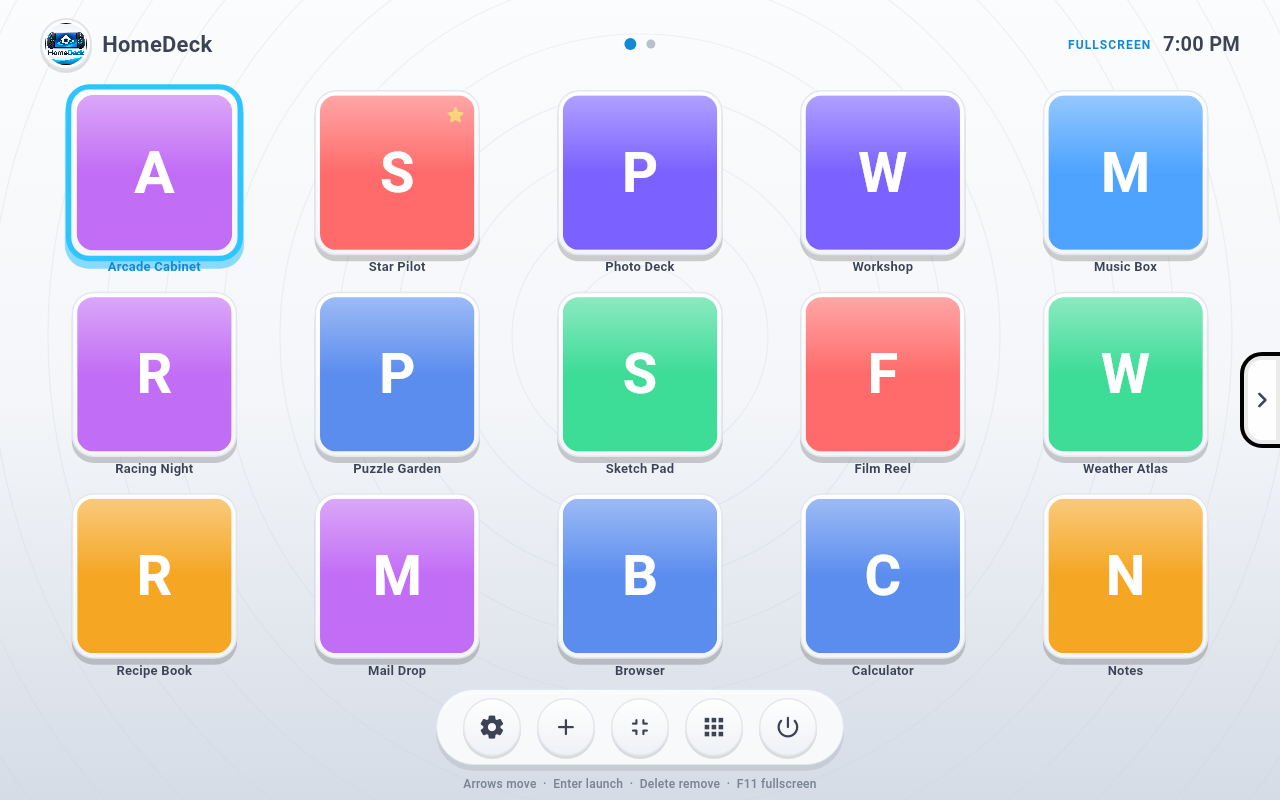 HomeDeck
HomeDeck
FULLSCREEN 7:00 PM
A
S
P
W
M
Arcade Cabinet
Star Pilot
Photo Deck
Workshop
Music Box
R
P
S
F
W
Racing Night
Puzzle Garden
Sketch Pad
Film Reel
Weather Atlas
R
M
B
C
N
Recipe Book
Mail Drop
Browser
Calculator
Notes
Arrows move · Enter launch · Delete remove · F11 fullscreen